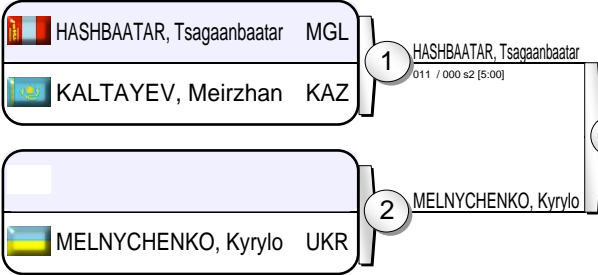 HASHBAATAR, Tsagaanbaatar MGL
KALTAYEV, Meirzhan KAZ
1
HASHBAATAR, Tsagaanbaatar
011 / 000 s2 [5:00]
MELNYCHENKO, Kyrylo UKR
2
MELNYCHENKO, Kyrylo